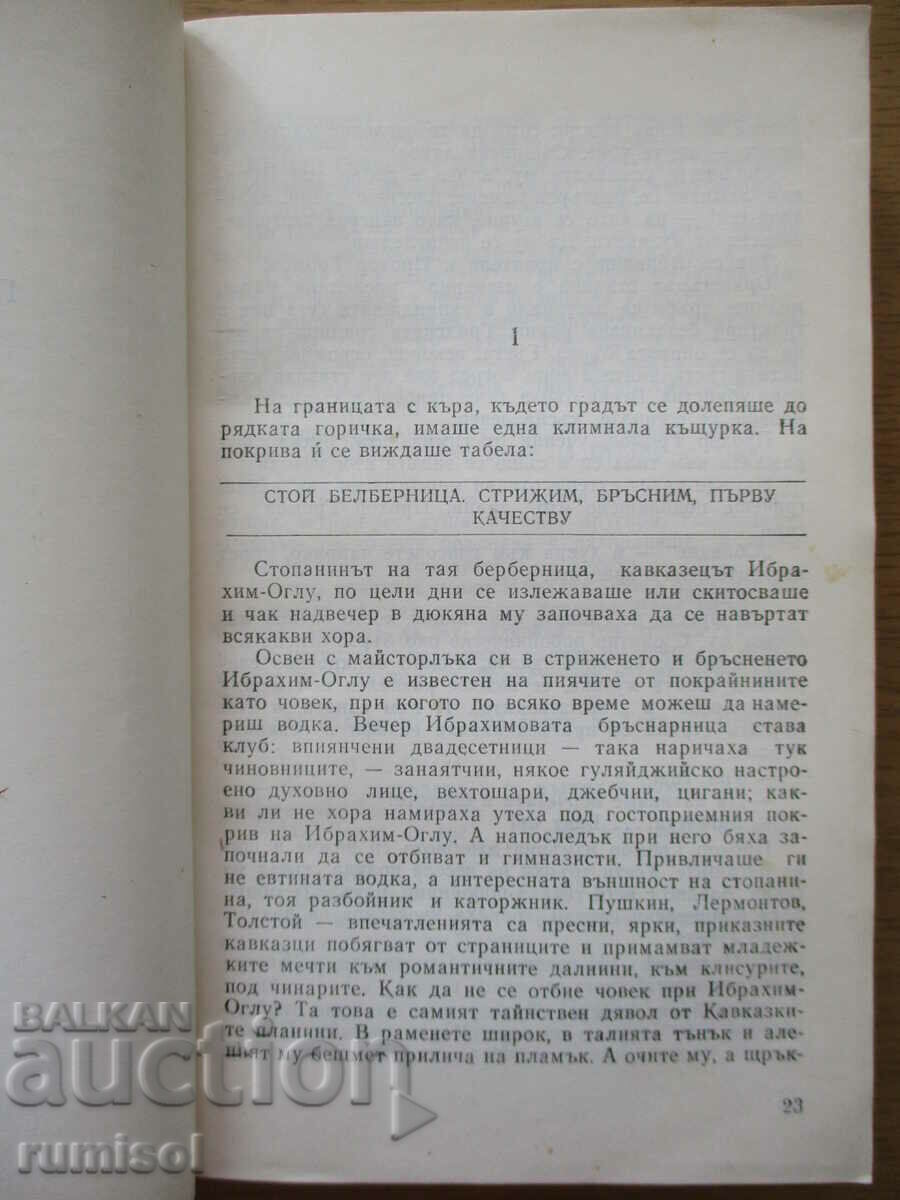 1
На границата с къра, където градът се долепяше до
рядката горичка, имаше една климнала къщурка. На
покрива ѝ се виждаше табела:
СТОЙ БЕЛБЕРНИЦА. СТРИЖИМ, БРЪСНИМ, ПЪРВУ
КАЧЕСТВУ
Стопанинът на тая берберница, кавказецът Ибра-
хим-Оглу, по цели дни се излежаваше или скитосваше
и чак надвечер в дюкяна му започваха да се навъртат
всякакви хора.
Освен с майсторлъка си в стриженето и бръсненето
Ибрахим-Оглу е известен на пиячите от покрайнините
като човек, при когото по всяко време можеш да наме-
риш водка. Вечер Ибрахимовата бръснарница става
клуб: впиянчени двадесетници — така наричаха тук
чиновниците, — занаятчии, някое гуляйджийско настро-
ено духовно лице, вехтошари, джебчии, цигани; как-
ви ли не хора намираха утеха под гостоприемния пок-
рив на Ибрахим-Оглу. А напоследък при него бяха за-
почнали да се отбиват и гимназисти. Привличаше ги
не евтината водка, а интересната външност на стопани-
на, тоя разбойник и каторжник. Пушкин, Лермонтов,
Толстой — впечатленията са пресни, ярки, приказните
кавказци побягват от страниците и примамват младеж-
ките мечти към романтичните далнини, към клисурите,
под чинарите. Как да не се отбие човек при Ибрахим-
Оглу? Та това е самият тайнствен дявол от Кавказки-
те планини. В раменете широк, в талията тънък и але-
ният му бешмет прилича на пламък. А очите му, а щрък-
23
BALKAN
auction
rumisol